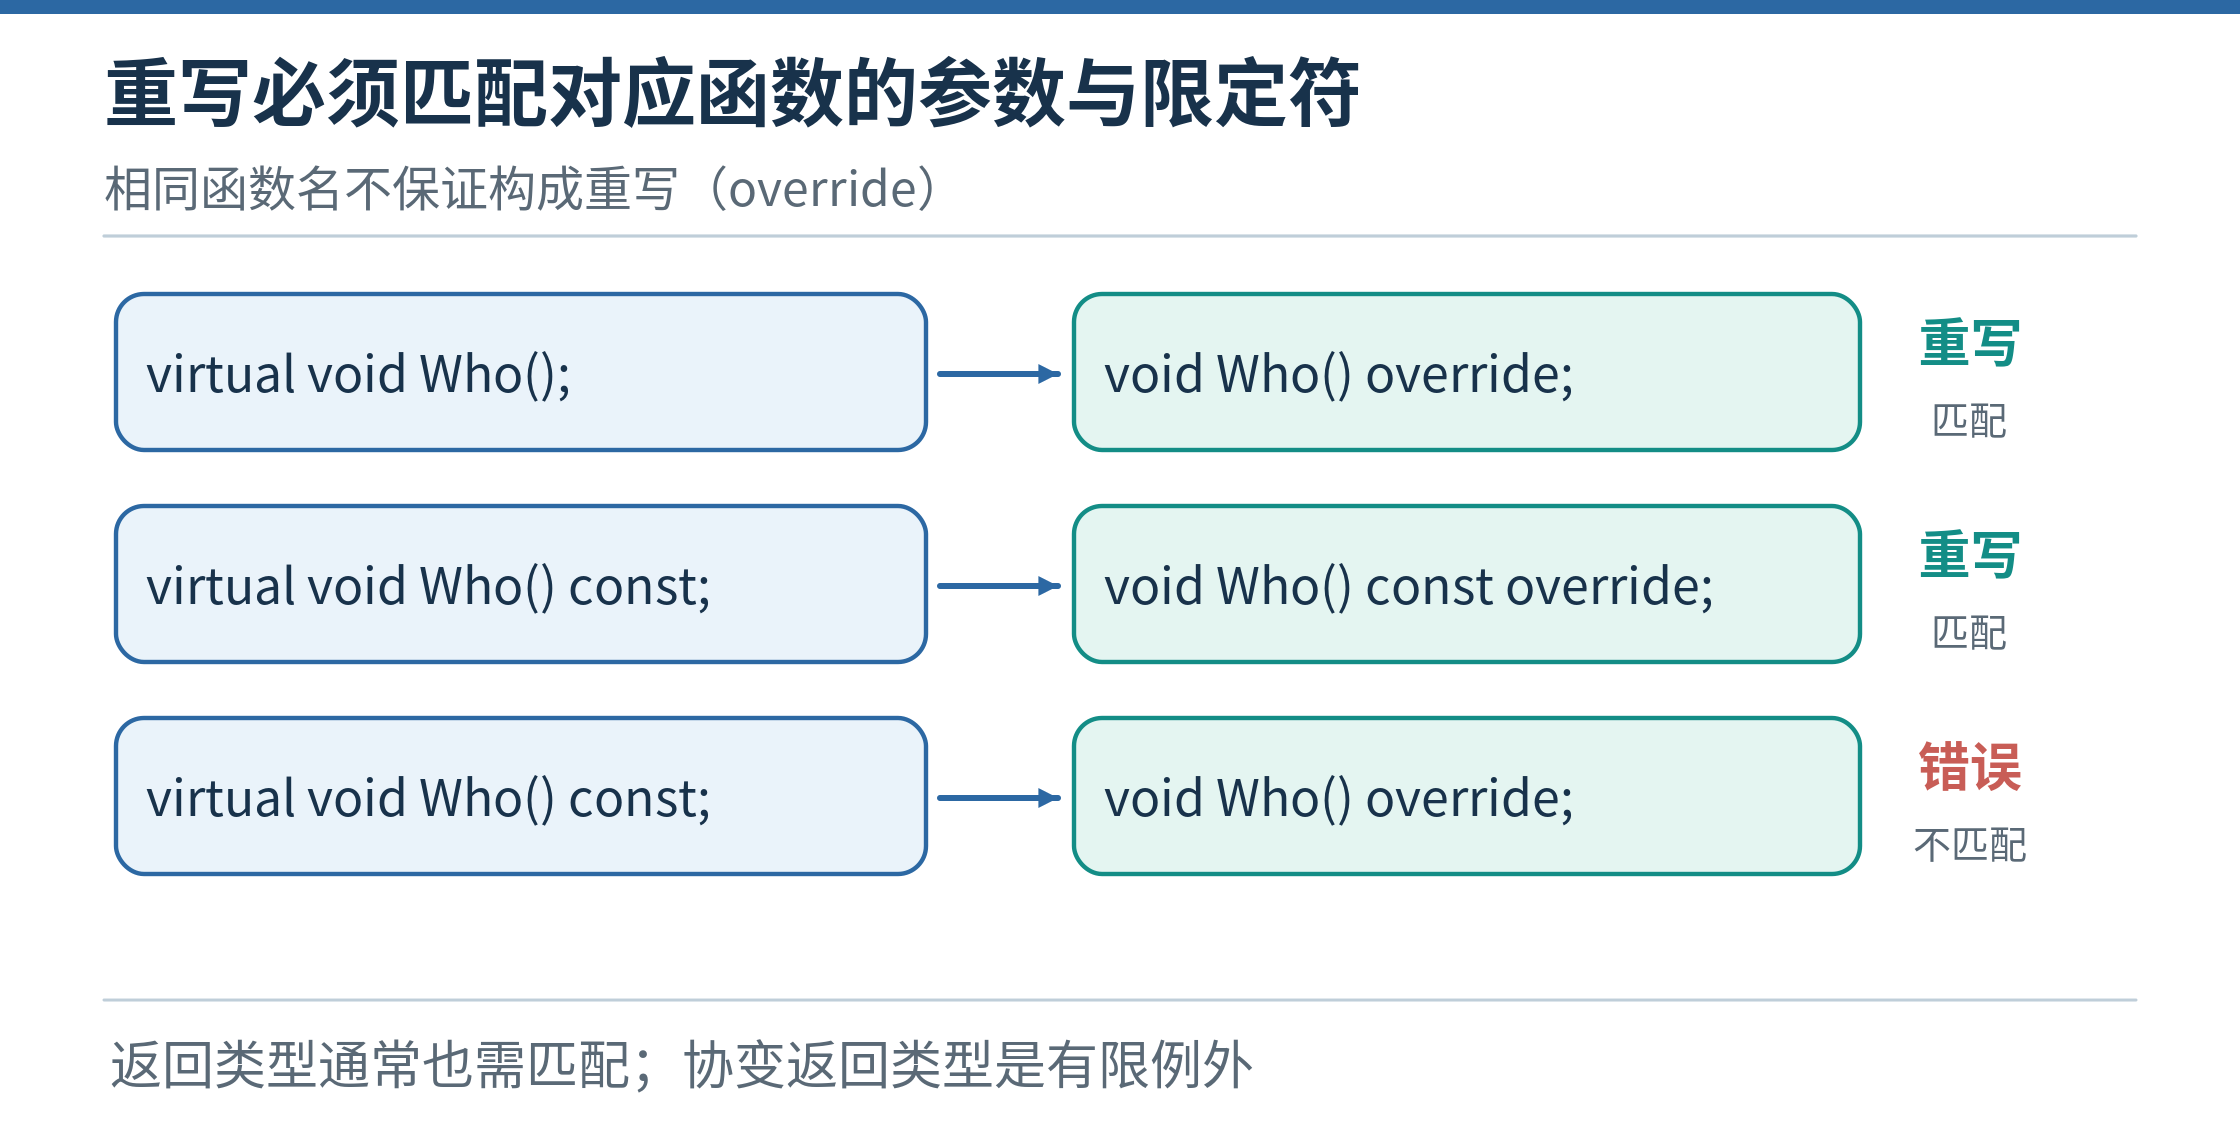 重写必须匹配对应函数的参数与限定符
相同函数名不保证构成重写（override）
virtual void Who();
void Who() override;
重写
匹配
virtual void Who() const;
void Who() const override;
重写
匹配
virtual void Who() const;
void Who() override;
错误
不匹配
返回类型通常也需匹配；协变返回类型是有限例外